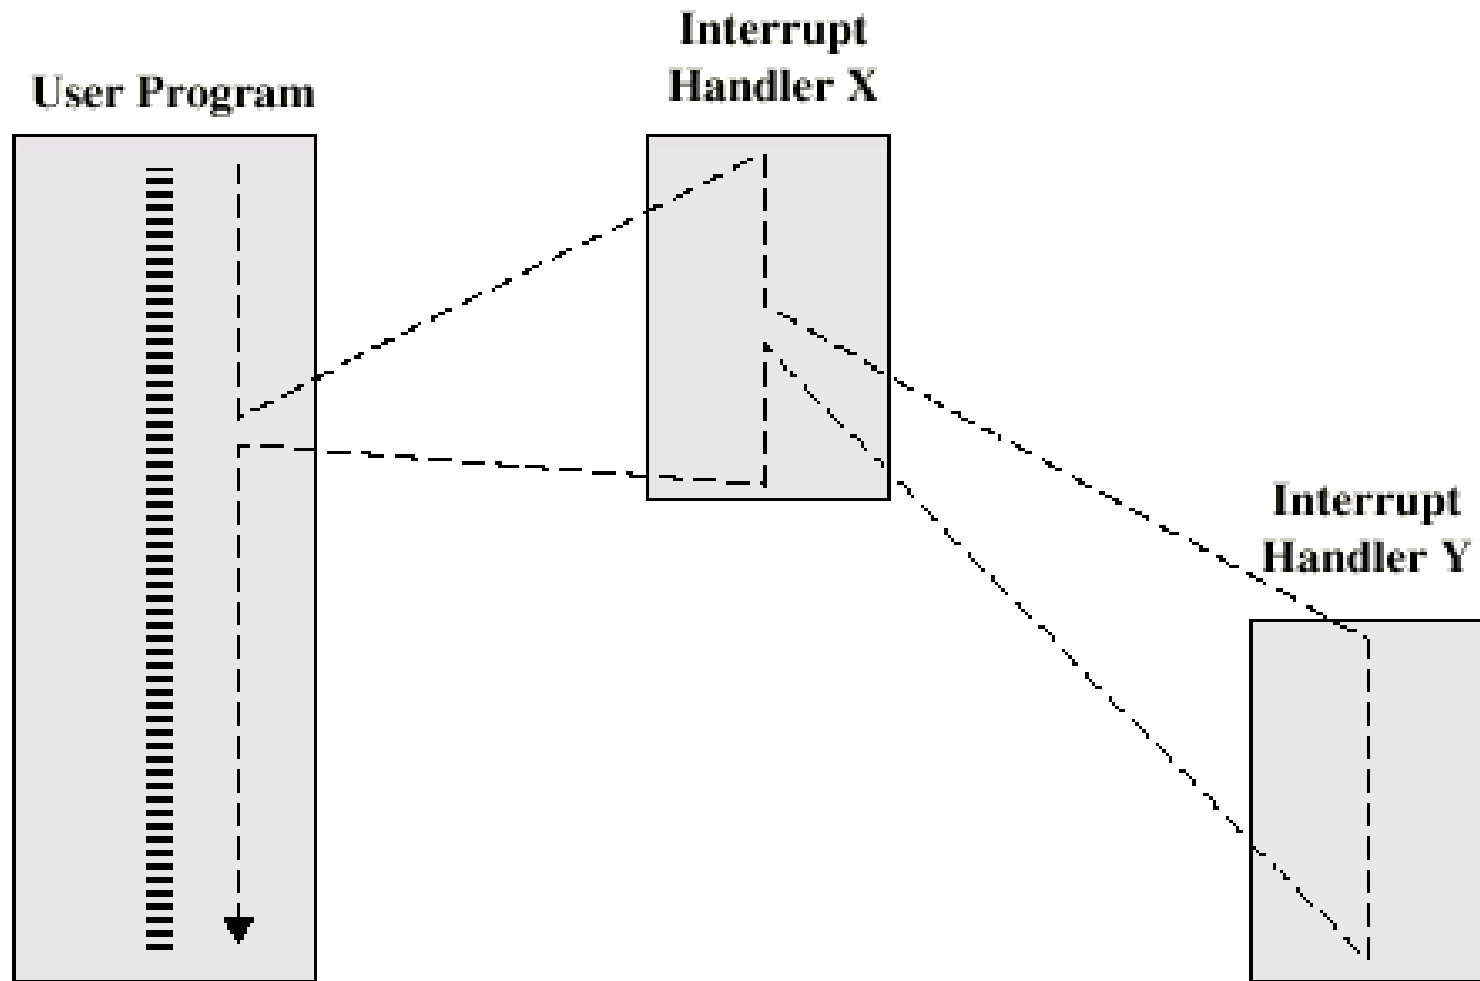 User Program
Interrupt
Handler X
Interrupt
Handler Y